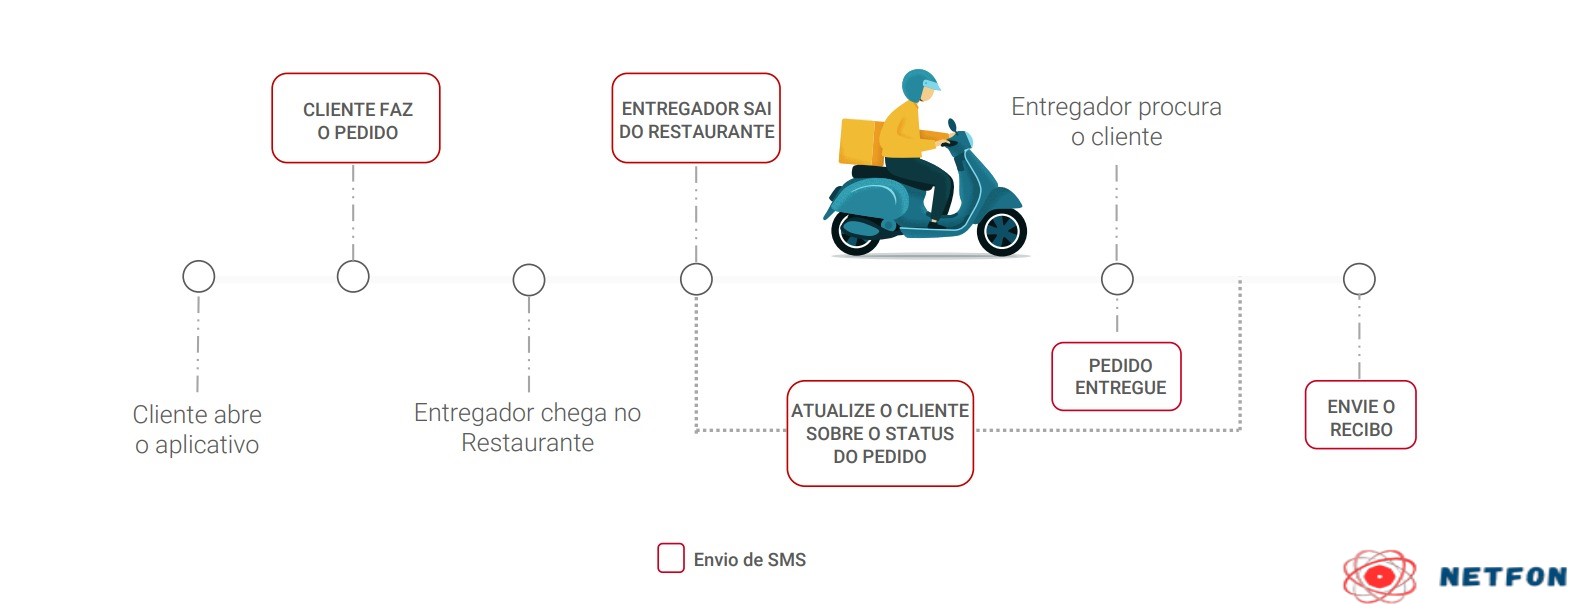 CLIENTE FAZ
O PEDIDO
ENTREGADOR SAI
DO RESTAURANTE
Entregador procura
o cliente
Cliente abre
o aplicativo
Entregador chega no
Restaurante
ATUALIZE O CLIENTE
SOBRE O STATUS
DO PEDIDO
PEDIDO
ENTREGUE
ENVIE O
RECIBO
Envio de SMS
NETFON